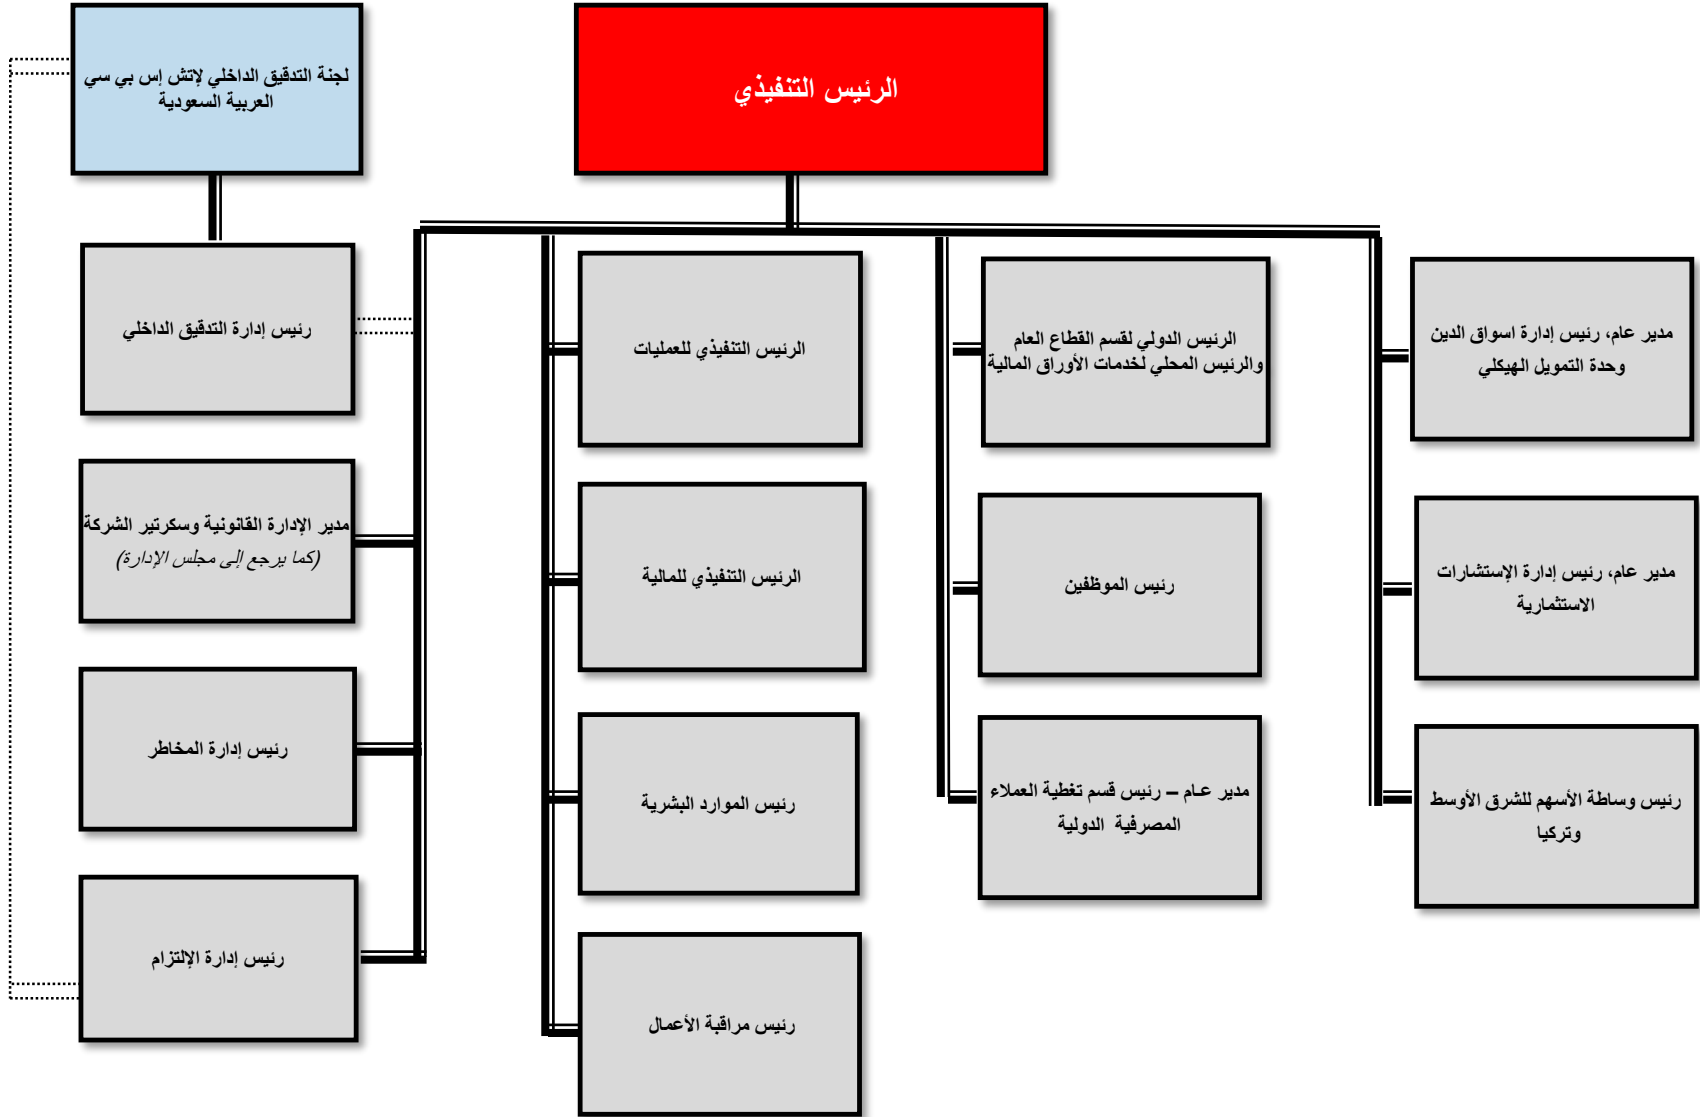 الرئيس التنفيذي
لجنة التدقيق الداخلي لاتش إس بي سي
العربية السعودية
مدير عام، رئيس إدارة اسواق الدين
وحدة التمويل الهيكلي
مدير عام، رئيس إدارة الإستشارات
الاستثمارية
رئيس وساطة الأسهم للشرق الأوسط
وتركيا
الرئيس الدولي لقسم القطاع العام
والرئيس المحلي لخدمات الأوراق المالية
رئيس الموظفين
مدير عـام – رئيس قسم تغطية العملاء
المصرفية الدولية
الرئيس التنفيذي للعمليات
الرئيس التنفيذي للمالية
رئيس الموارد البشرية
رئيس مراقبة الأعمال
رئيس إدارة التدقيق الداخلي
مدير الإدارة القانونية وسكرتير الشركة
(كما يرجع إلى مجلس الإدارة)
رئيس إدارة المخاطر
رئيس إدارة الإلتزام